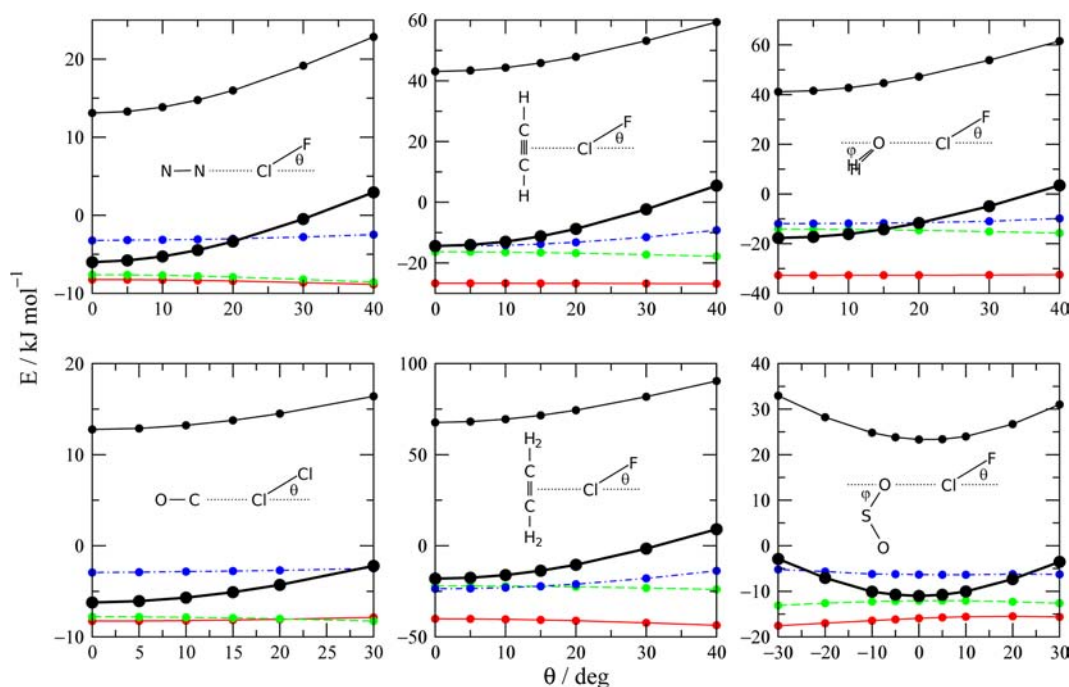 E / kJ mol⁻¹
20
10
0
−10
N—N Cl F
θ
0 10 20 30 40
60
40
20
0
−20
H
C
C
H
Cl
F
θ
0 10 20 30 40
60
40
20
0
−20
−40
φ
O
H
H
Cl
F
θ
0 10 20 30 40
20
10
0
−10
O—C Cl Cl
θ
0 5 10 15 20 25 30
100
50
0
−50
H₂
C
C
H₂
Cl
F
θ
0 10 20 30 40
40
30
20
10
0
−10
−20
φ
O
S
O
Cl
F
θ
−30 −20 −10 0 10 20 30
θ / deg